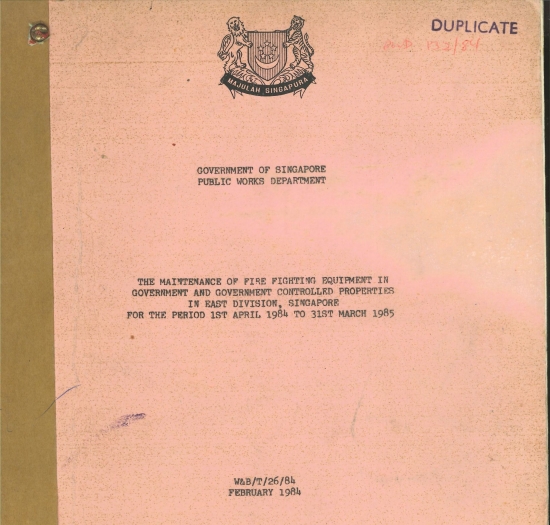 DUPLICATE
132/84
MAJULAH SINGAPURA
GOVERNMENT OF SINGAPORE
PUBLIC WORKS DEPARTMENT
THE MAINTENANCE OF FIRE FIGHTING EQUIPMENT IN
GOVERNMENT AND GOVERNMENT CONTROLLED PROPERTIES
IN EAST DIVISION, SINGAPORE
FOR THE PERIOD 1ST APRIL 1984 TO 31ST MARCH 1985
W&B/T/26/84
FEBRUARY 1984